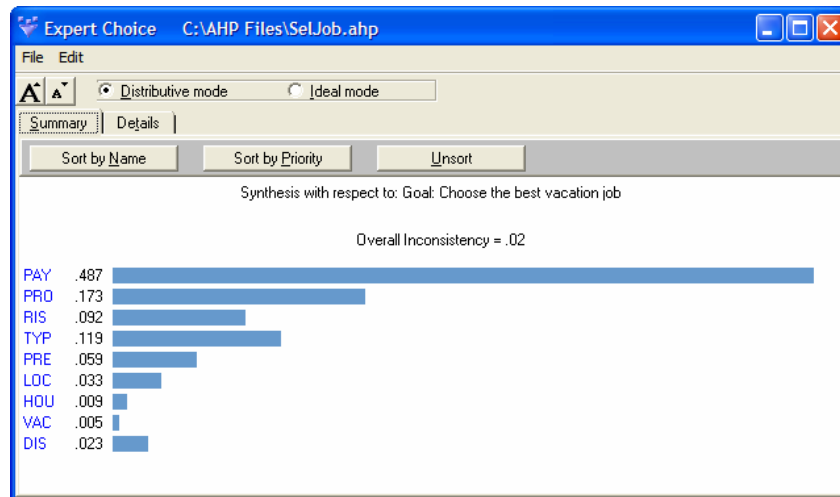 Expert Choice C:\AHP Files\SelJob.ahp
File Edit
A A Distributive mode Ideal mode
Summary Details
Sort by Name Sort by Priority Unsort
Synthesis with respect to: Goal: Choose the best vacation job
Overall Inconsistency = .02
PAY .487
PRO .173
RIS .092
TYP .119
PRE .059
LOC .033
HOU .009
VAC .005
DIS .023